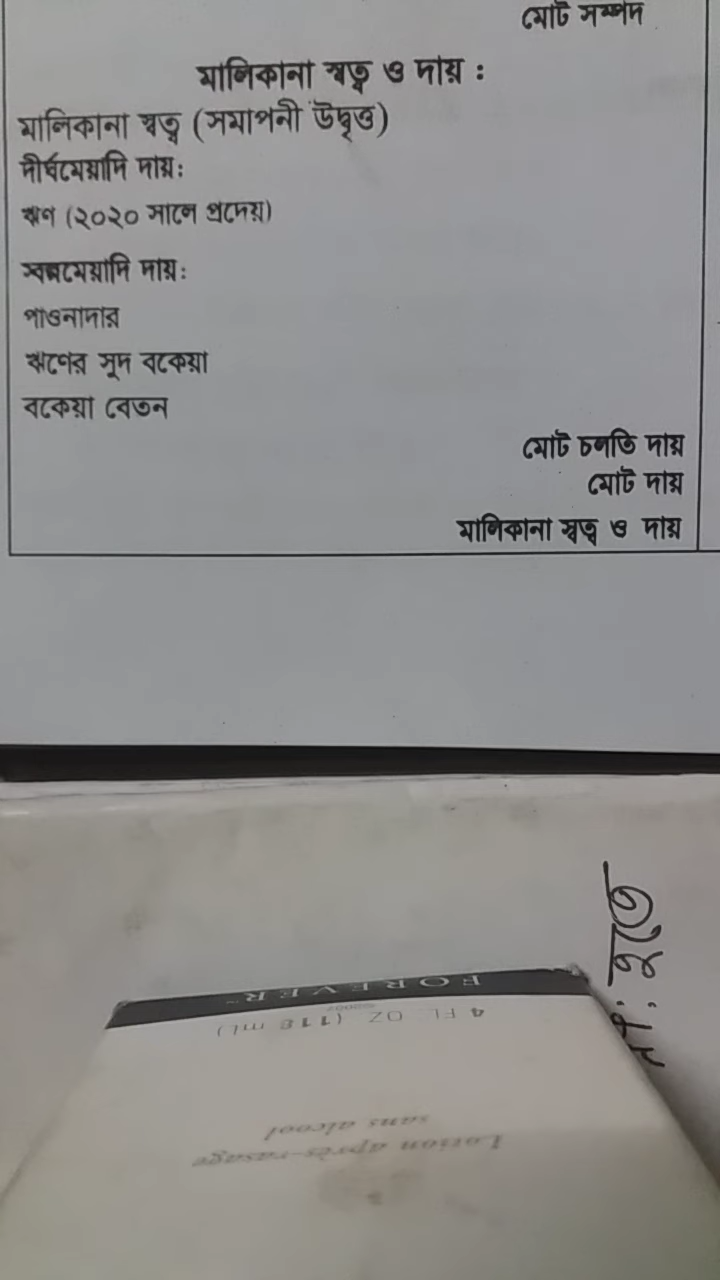 মোট সম্পদ
মালিকানা স্বত্ব ও দায় :
মালিকানা স্বত্ব (সমাপনী উদ্বৃত্ত)
দীর্ঘমেয়াদি দায়:
ঋণ (২০২০ সালে প্রদেয়)
স্বল্পমেয়াদি দায়:
পাওনাদার
ঋণের সুদ বকেয়া
বকেয়া বেতন
মোট চলতি দায়
মোট দায়
মালিকানা স্বত্ব ও দায়
FOREVER™
4 FL. OZ. (118 mL)
sans alcool
Lotion après-rasage